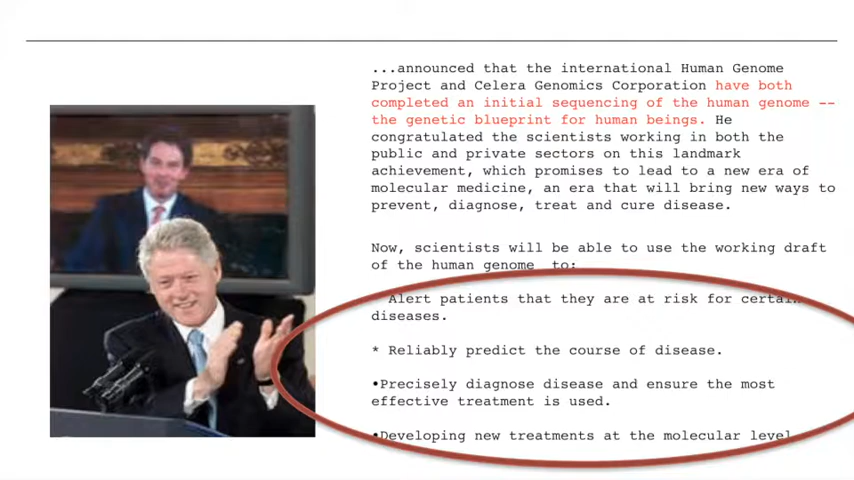 ...announced that the international Human Genome
Project and Celera Genomics Corporation have both
completed an initial sequencing of the human genome --
the genetic blueprint for human beings. He
congratulated the scientists working in both the
public and private sectors on this landmark
achievement, which promises to lead to a new era of
molecular medicine, an era that will bring new ways to
prevent, diagnose, treat and cure disease.
Now, scientists will be able to use the working draft
of the human genome to:
Alert patients that they are at risk for certain
diseases.
* Reliably predict the course of disease.
•Precisely diagnose disease and ensure the most
effective treatment is used.
•Developing new treatments at the molecular level